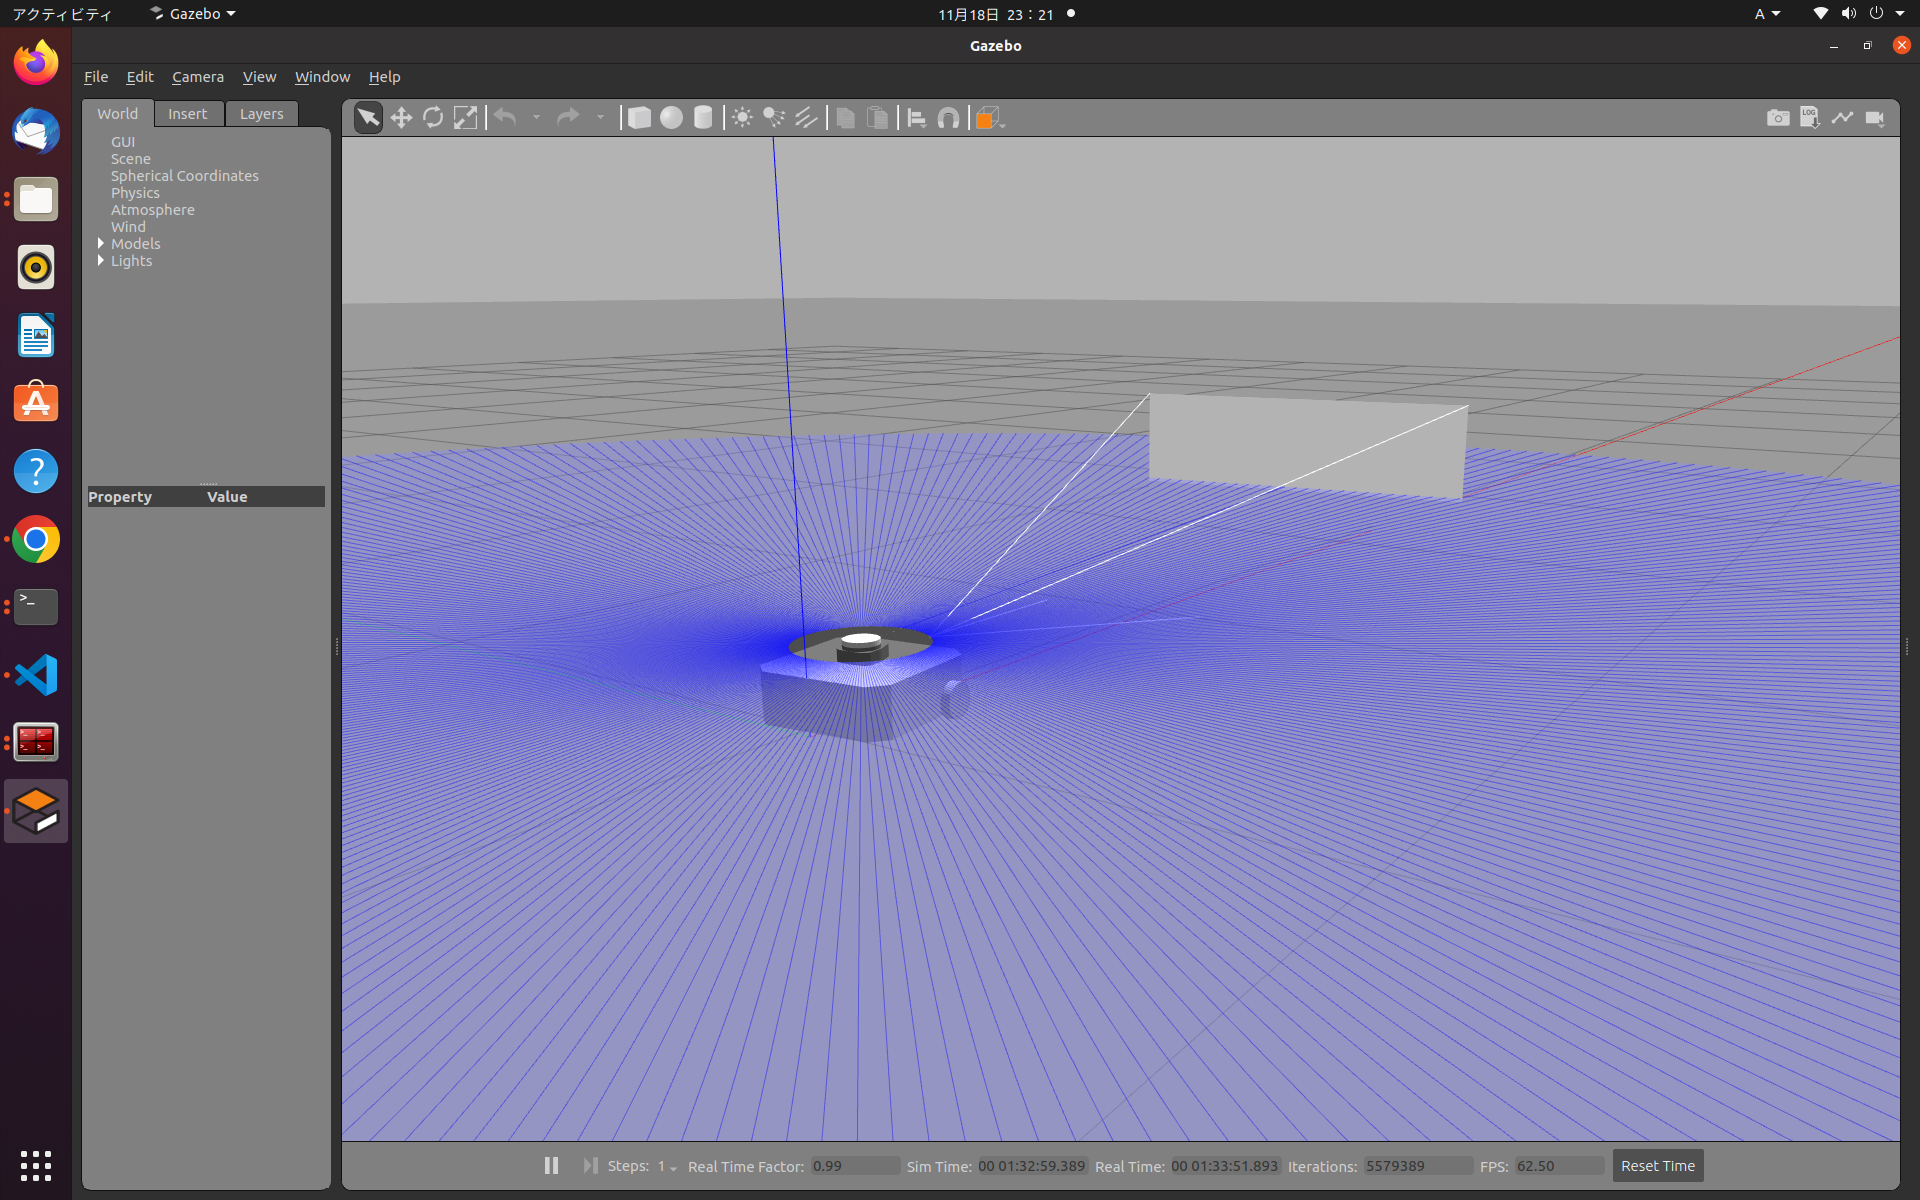 アクティビティ Gazebo 11月18日 23：21 A
Gazebo
File Edit Camera View Window Help
World Insert Layers
LOG
GUI
Scene
Spherical Coordinates
Physics
Atmosphere
Wind
Models
Lights
Property Value
Steps: 1 Real Time Factor: 0.99 Sim Time: 00 01:32:59.389 Real Time: 00 01:33:51.893 Iterations: 5579389 FPS: 62.50 Reset Time